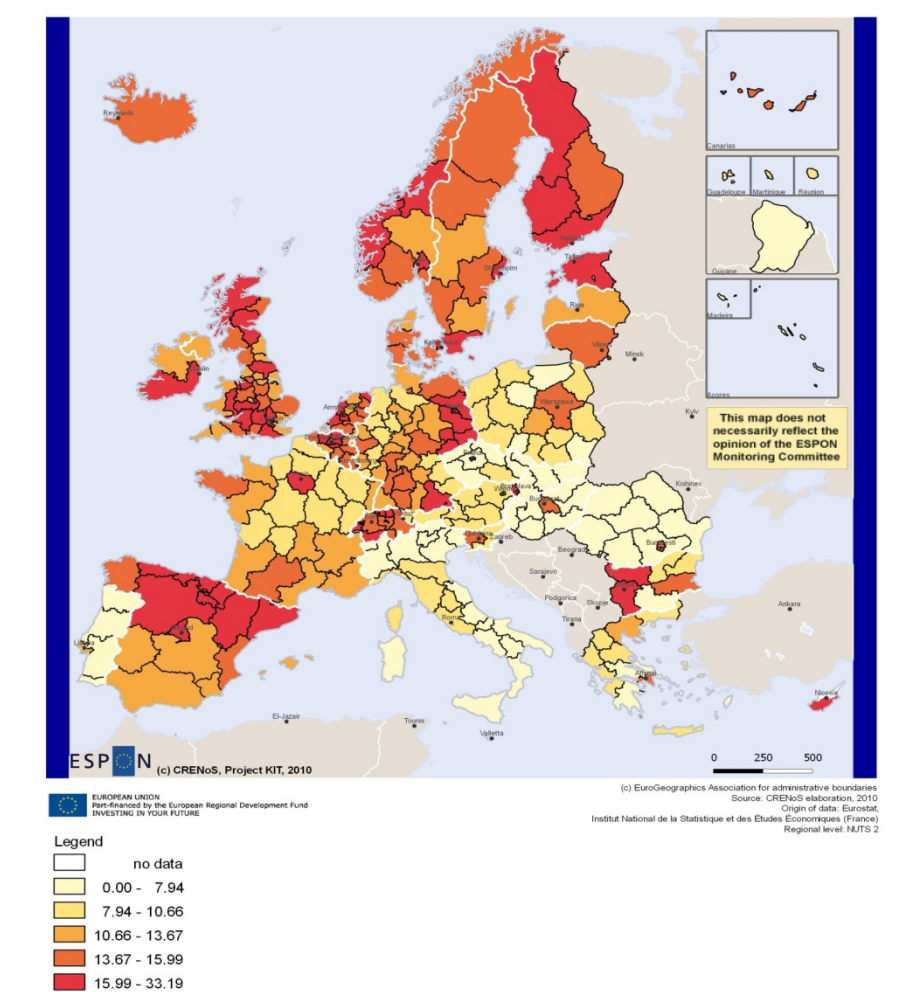 Reykjavik
Canarias
Guadeloupe
Martinique
Réunion
Guyane
Madeira
Acores
Helsinki
Stockholm
Riga
Minsk
Warszawa
Kyiv
This map does not
necessarily reflect the
opinion of the ESPON
Monitoring Committee
Kishinev
Bratislava
Budapest
Zagreb
Beograd
Bucuresti
Sarajevo
Podgorica
Skopje
Tirana
Ankara
Roma
El-Jazair
Tounis
Valletta
Nicosia
0 250 500
ESPON (c) CRENoS, Project KIT, 2010
EUROPEAN UNION
Part-financed by the European Regional Development Fund
INVESTING IN YOUR FUTURE
(c) EuroGeographics Association for administrative boundaries
Source: CRENoS elaboration, 2010
Origin of data: Eurostat,
Institut National de la Statistique et des Études Économiques (France)
Regional level: NUTS 2
Legend
no data
0.00 - 7.94
7.94 - 10.66
10.66 - 13.67
13.67 - 15.99
15.99 - 33.19